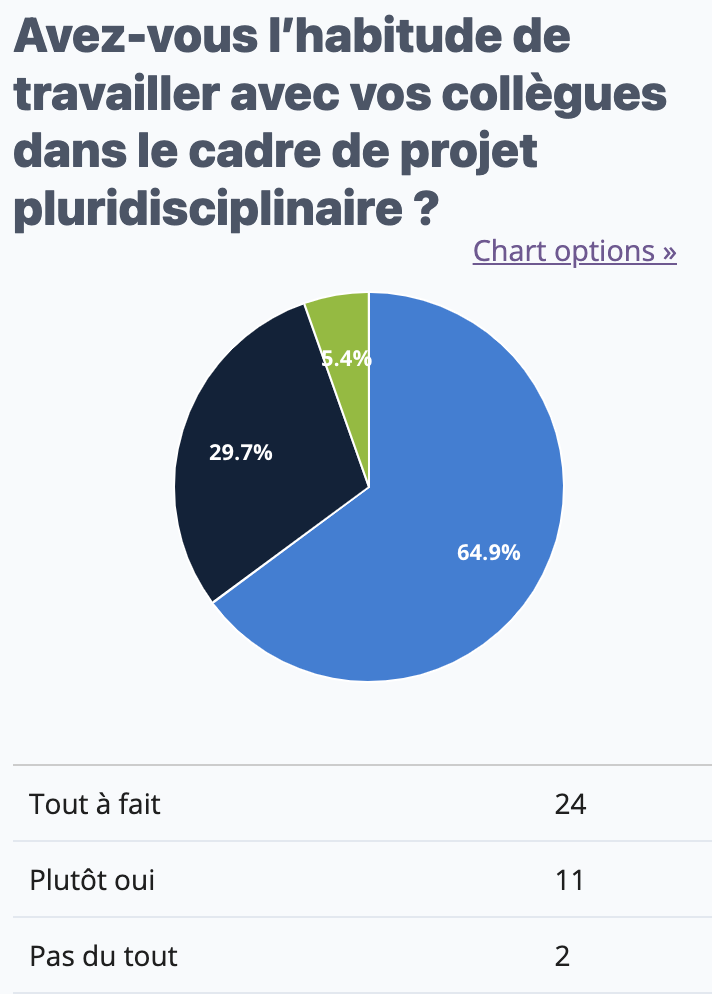 Avez-vous l’habitude de
travailler avec vos collègues
dans le cadre de projet
pluridisciplinaire ?
Chart options »
5.4%
29.7%
64.9%
Tout à fait 24
Plutôt oui 11
Pas du tout 2